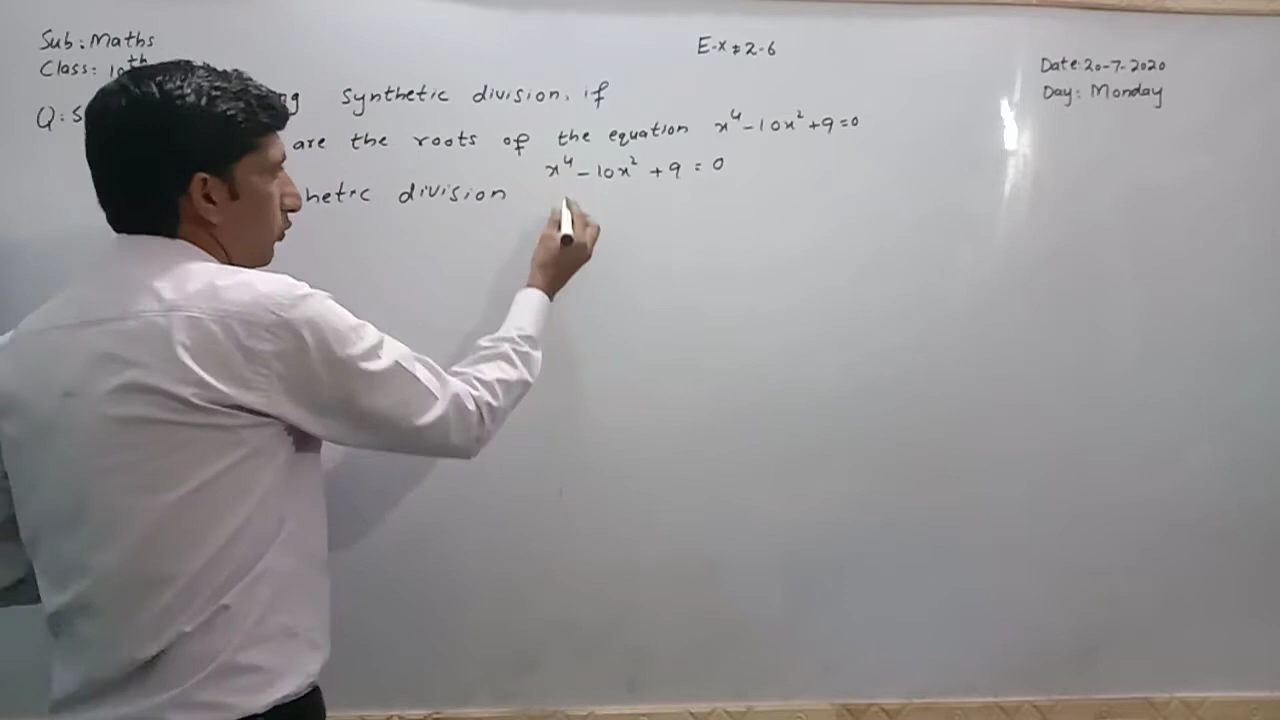 Sub: Maths
E-x # 2-6
Class: 10th
Date: 20-7-2020
Day: Monday
Q: synthetic division, if
are the roots of the equation x⁴-10x²+9=0
x⁴-10x²+9=0
division